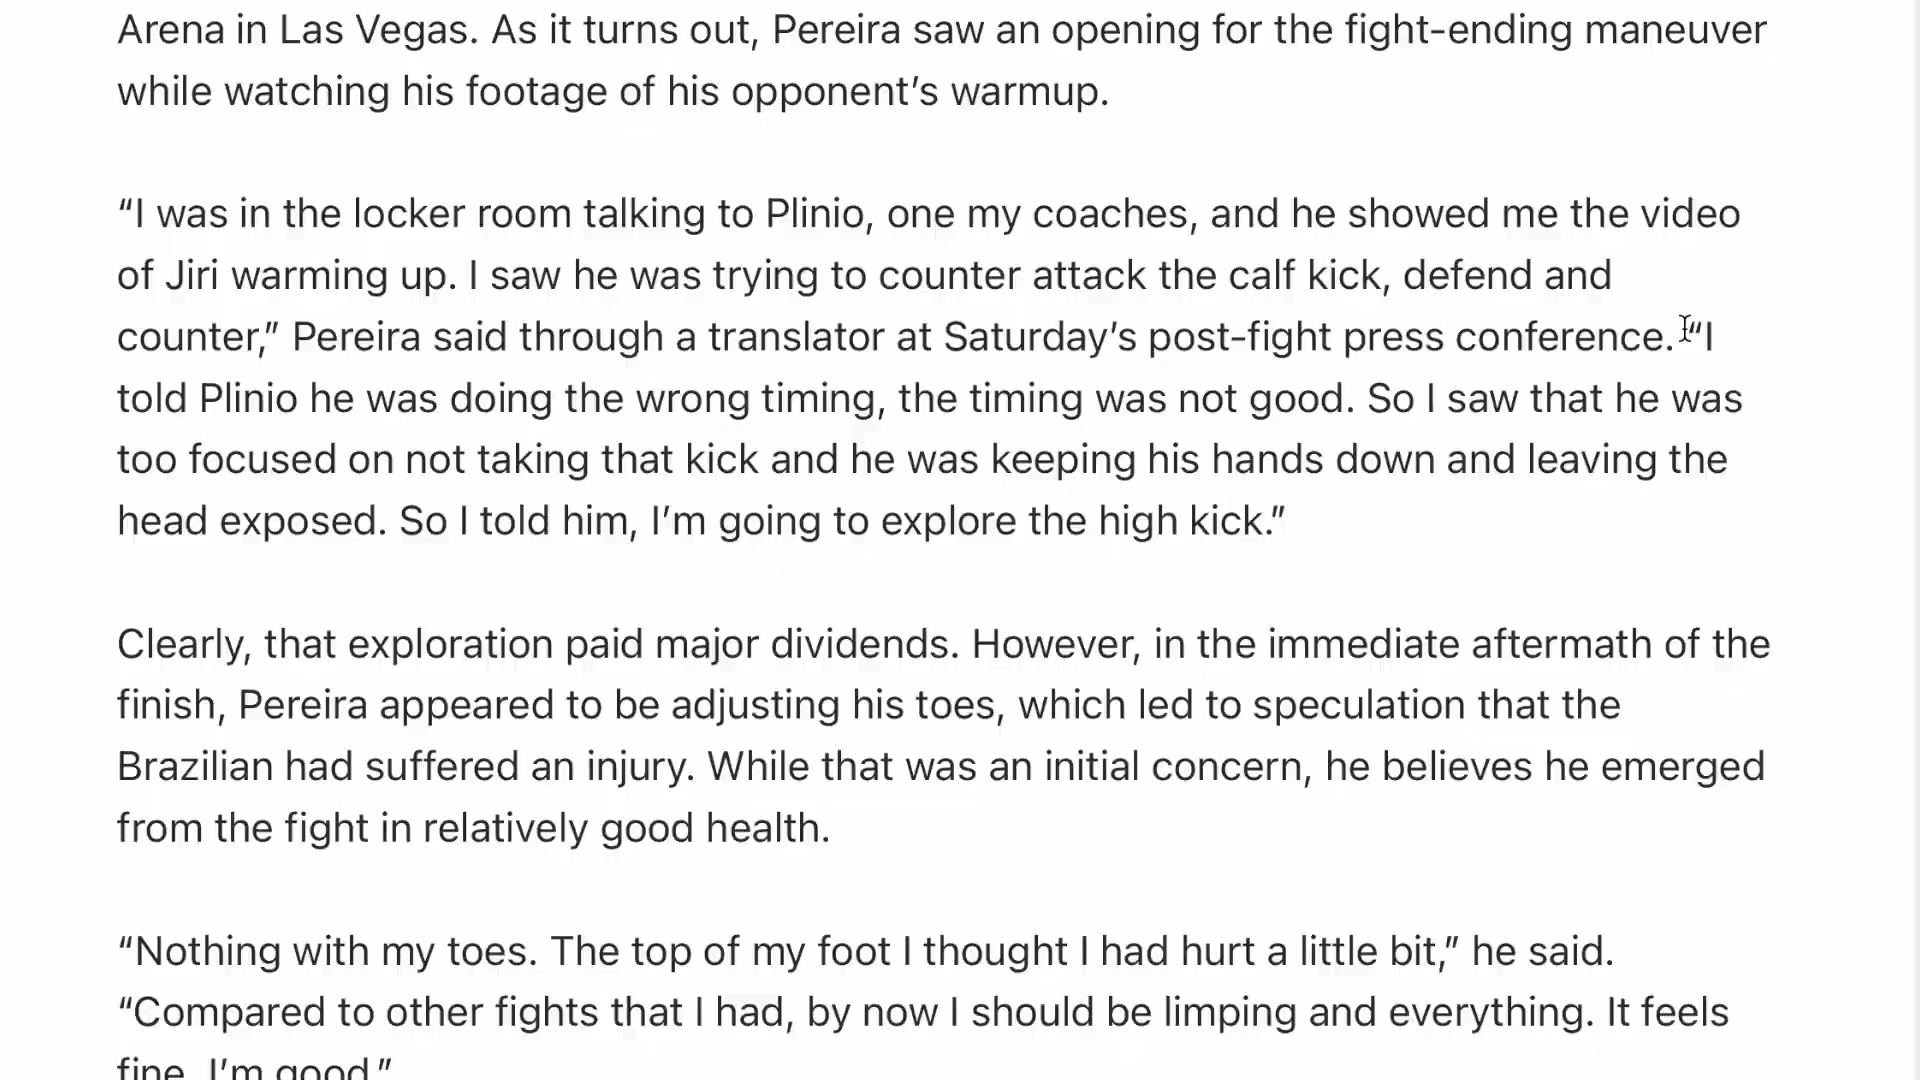 Arena in Las Vegas. As it turns out, Pereira saw an opening for the fight-ending maneuver
while watching his footage of his opponent’s warmup.
“I was in the locker room talking to Plinio, one my coaches, and he showed me the video
of Jiri warming up. I saw he was trying to counter attack the calf kick, defend and
counter,” Pereira said through a translator at Saturday’s post-fight press conference. “I
told Plinio he was doing the wrong timing, the timing was not good. So I saw that he was
too focused on not taking that kick and he was keeping his hands down and leaving the
head exposed. So I told him, I’m going to explore the high kick.”
Clearly, that exploration paid major dividends. However, in the immediate aftermath of the
finish, Pereira appeared to be adjusting his toes, which led to speculation that the
Brazilian had suffered an injury. While that was an initial concern, he believes he emerged
from the fight in relatively good health.
“Nothing with my toes. The top of my foot I thought I had hurt a little bit,” he said.
“Compared to other fights that I had, by now I should be limping and everything. It feels
fine. I’m good.”